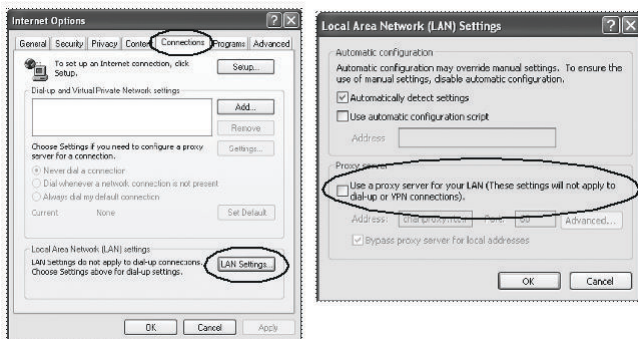 Internet Options
General Security Privacy Content Connections Programs Advanced
To set up an Internet connection, click
Setup.
Setup...
Dial-up and Virtual Private Network settings
Add...
Remove
Choose Settings if you need to configure a proxy
server for a connection.
Settings...
Never dial a connection
Dial whenever a network connection is not present
Always dial my default connection
Current None
Set Default
Local Area Network (LAN) settings
LAN Settings do not apply to dial-up connections.
Choose Settings above for dial-up settings.
LAN Settings...
OK Cancel Apply
Local Area Network (LAN) Settings
Automatic configuration
Automatic configuration may override manual settings. To ensure the
use of manual settings, disable automatic configuration.
Automatically detect settings
Use automatic configuration script
Address
Proxy server
Use a proxy server for your LAN (These settings will not apply to
dial-up or VPN connections).
Address: Port: 80 Advanced...
Bypass proxy server for local addresses
OK Cancel